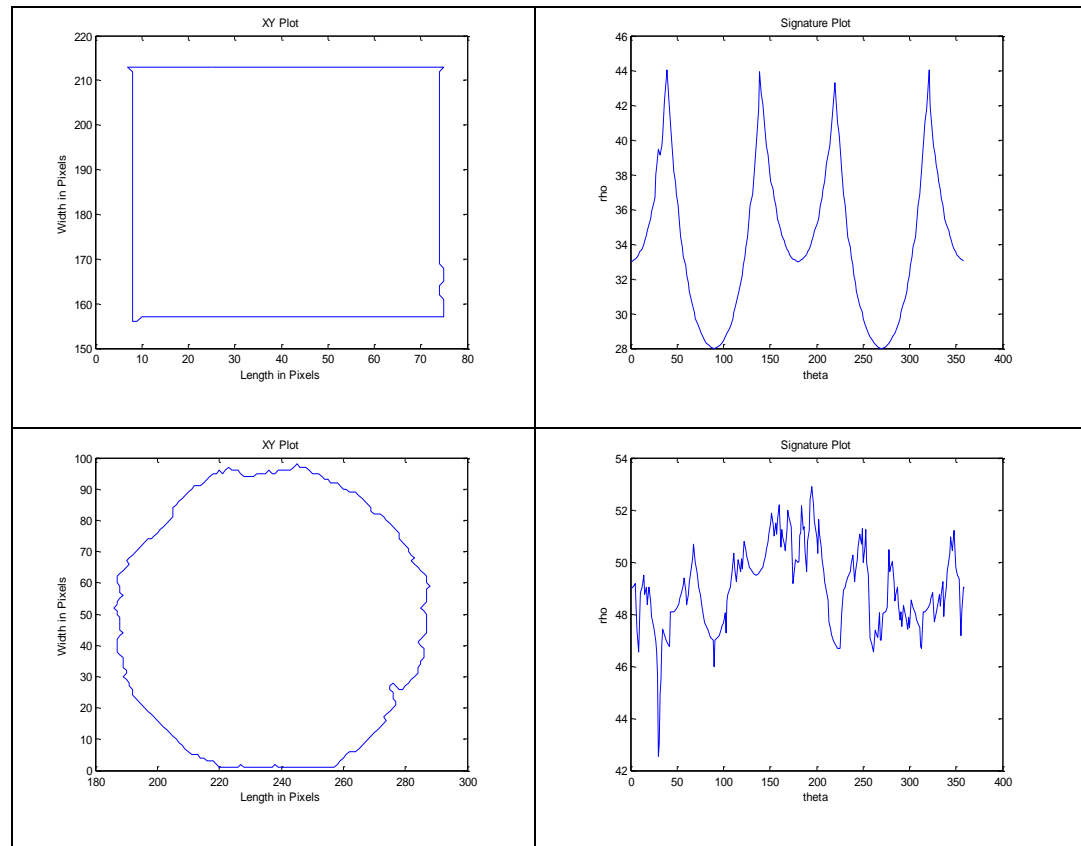 XY Plot
220
210
200
190
180
170
160
150
Width in Pixels
0 10 20 30 40 50 60 70 80
Length in Pixels
Signature Plot
46
44
42
40
38
36
34
32
30
28
rho
0 50 100 150 200 250 300 350 400
theta
XY Plot
100
90
80
70
60
50
40
30
20
10
0
Width in Pixels
180 200 220 240 260 280 300
Length in Pixels
Signature Plot
54
52
50
48
46
44
42
rho
0 50 100 150 200 250 300 350 400
theta